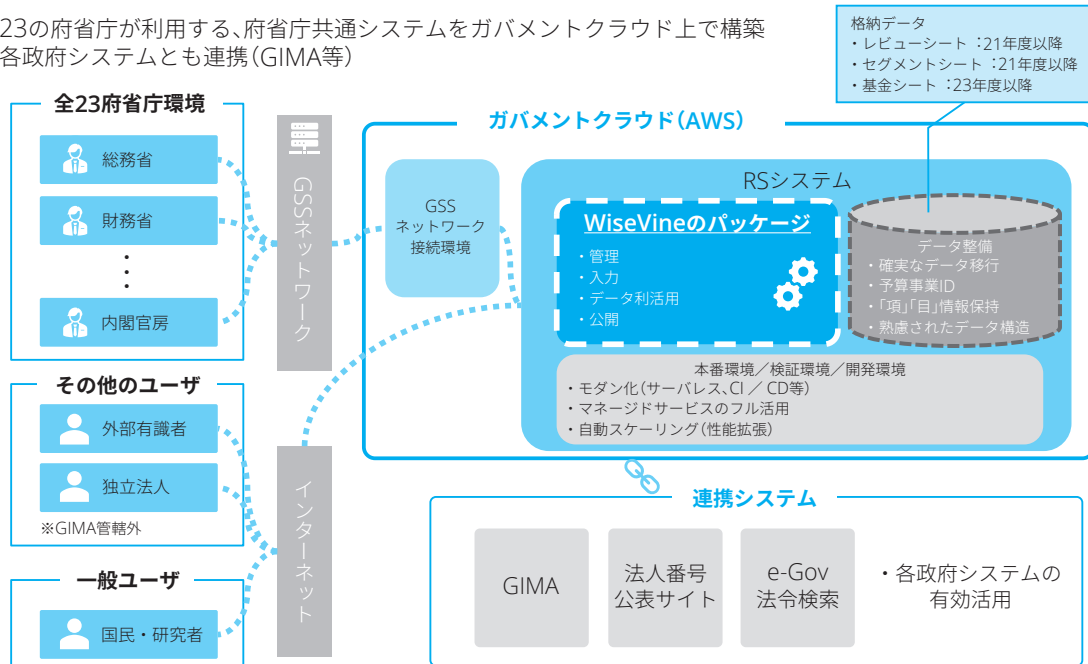 23の府省庁が利用する、府省庁共通システムをガバメントクラウド上で構築
各政府システムとも連携(GIMA等)
格納データ
・レビューシート：21年度以降
・セグメントシート：21年度以降
・基金シート：23年度以降
全23府省庁環境
総務省
財務省
・
・
・
内閣官房
その他のユーザ
外部有識者
独立法人
※GIMA管轄外
一般ユーザ
国民・研究者
GSSネットワーク
インターネット
ガバメントクラウド(AWS)
GSS
ネットワーク
接続環境
RSシステム
WiseVineのパッケージ
・管理
・入力
・データ利活用
・公開
データ整備
・確実なデータ移行
・予算事業ID
・「項」「目」情報保持
・熟慮されたデータ構造
本番環境／検証環境／開発環境
・モダン化(サーバレス、CI／CD等)
・マネージドサービスのフル活用
・自動スケーリング(性能拡張)
連携システム
GIMA
法人番号
公表サイト
e-Gov
法令検索
・各政府システムの
有効活用